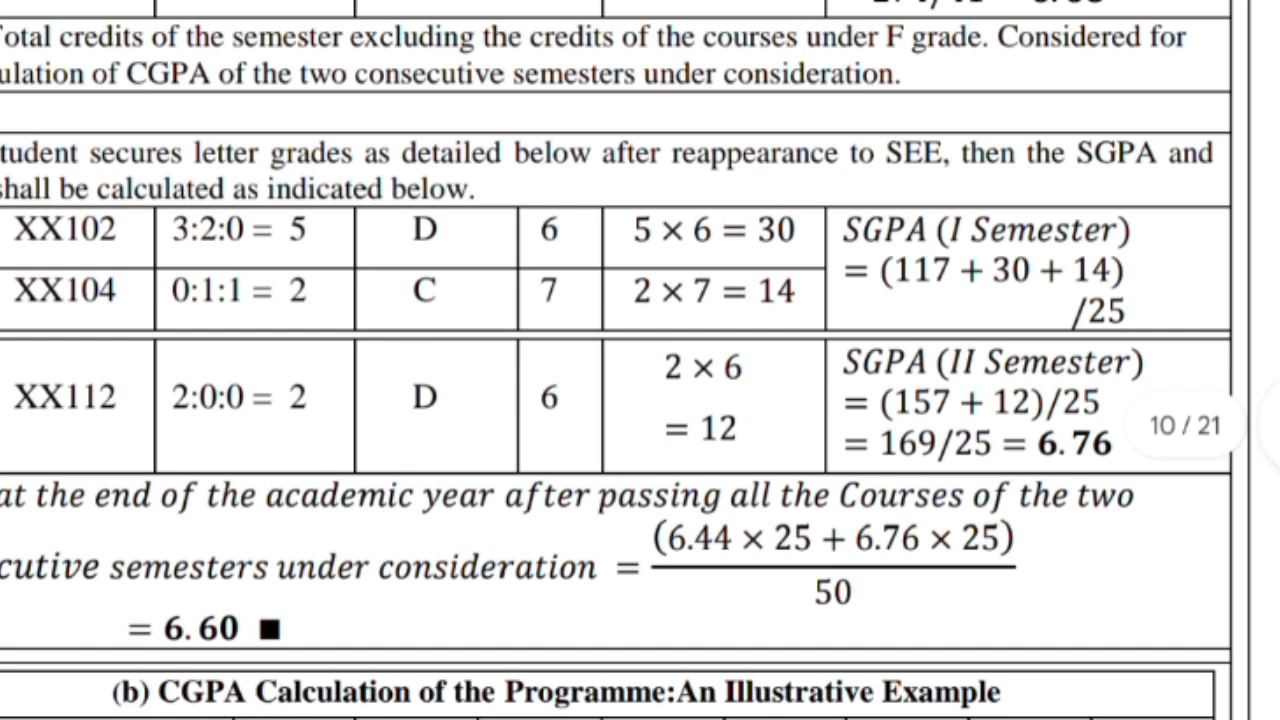 otal credits of the semester excluding the credits of the courses under F grade. Considered for
ulation of CGPA of the two consecutive semesters under consideration.
tudent secures letter grades as detailed below after reappearance to SEE, then the SGPA and
shall be calculated as indicated below.
XX102 3:2:0 = 5 D 6 5 × 6 = 30 SGPA (I Semester)
= (117 + 30 + 14)
/25
XX104 0:1:1 = 2 C 7 2 × 7 = 14
XX112 2:0:0 = 2 D 6 2 × 6
= 12
SGPA (II Semester)
= (157 + 12)/25
= 169/25 = 6.76
10 / 21
at the end of the academic year after passing all the Courses of the two
cutive semesters under consideration = (6.44 × 25 + 6.76 × 25)
50
= 6.60 ■
(b) CGPA Calculation of the Programme:An Illustrative Example